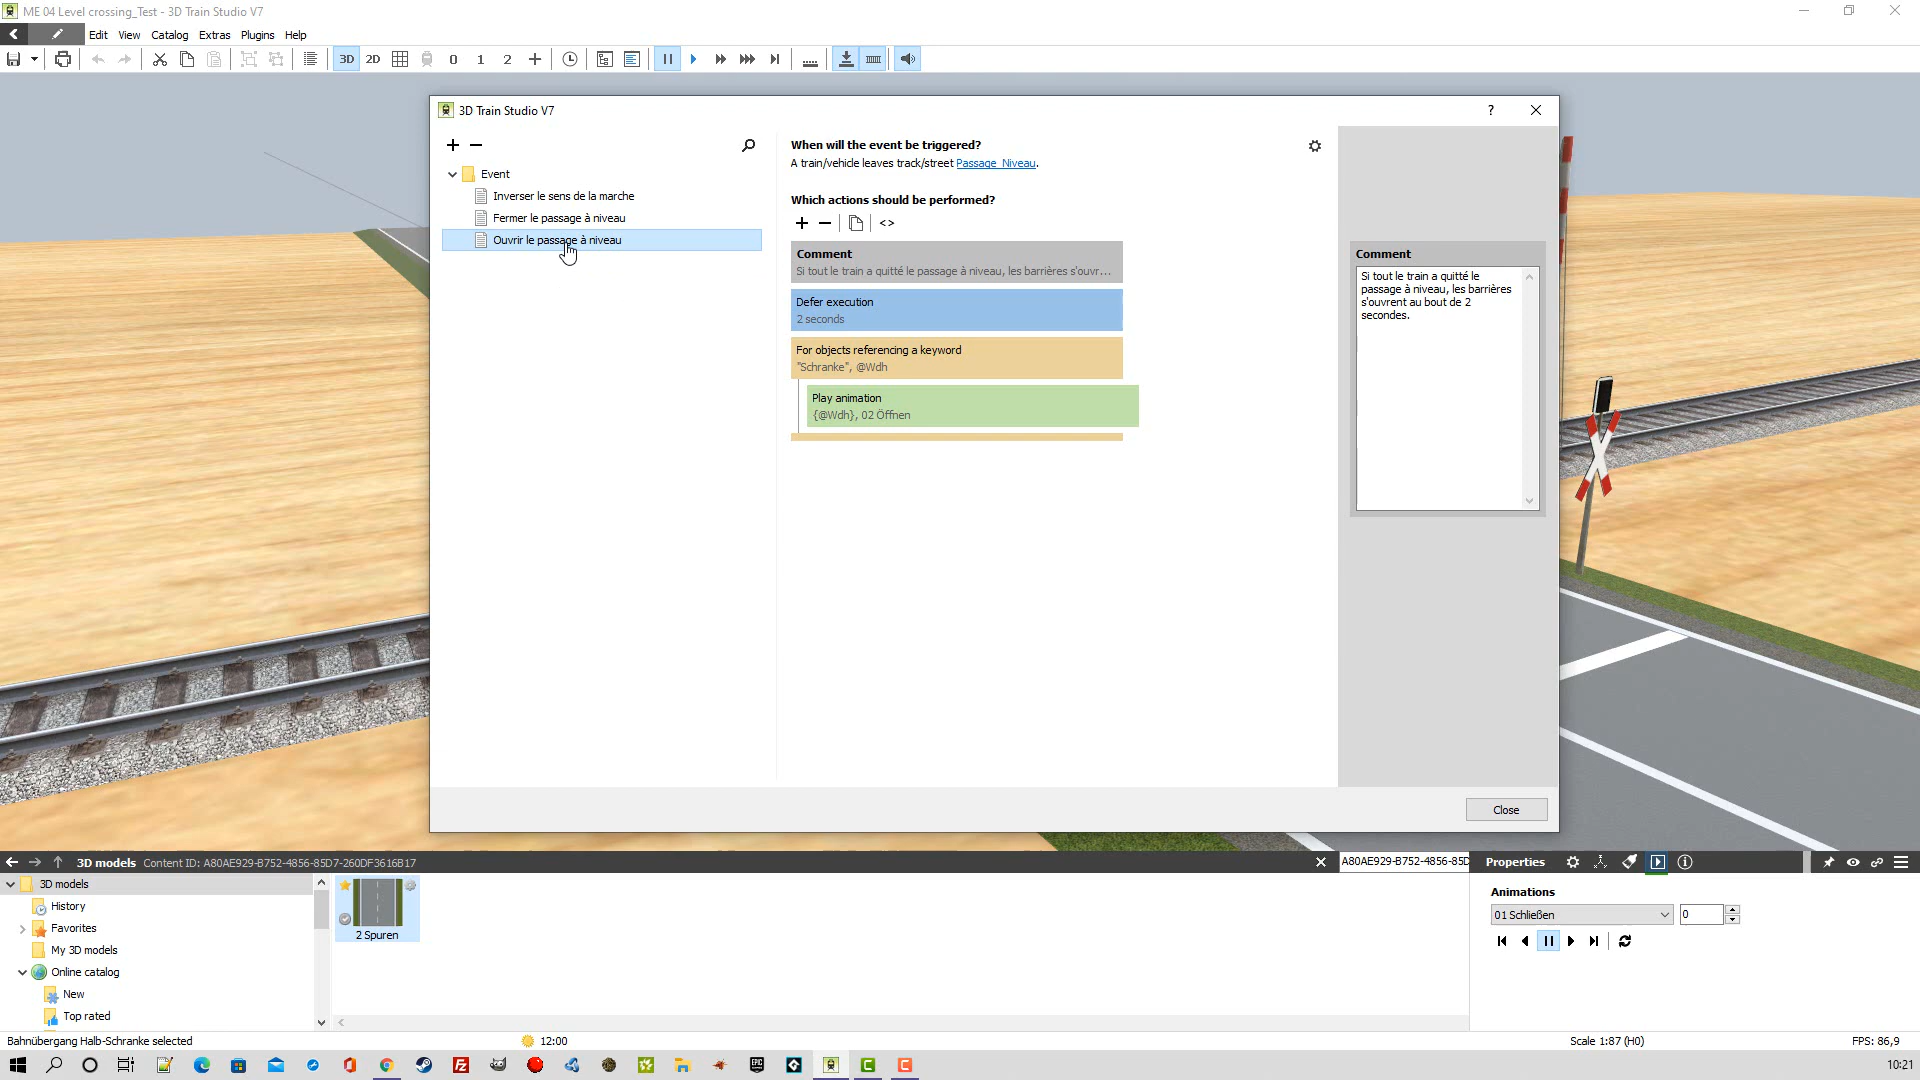 ME 04 Level crossing_Test - 3D Train Studio V7
Edit View Catalog Extras Plugins Help
3D 2D 0 1 2
3D Train Studio V7
?
Event
Inverser le sens de la marche
Fermer le passage à niveau
Ouvrir le passage à niveau
When will the event be triggered?
A train/vehicle leaves track/street Passage_Niveau.
Which actions should be performed?
<>
Comment
Si tout le train a quitté le passage à niveau, les barrières s'ouvr...
Defer execution
2 seconds
For objects referencing a keyword
"Schranke", @Wdh
Play animation
{@Wdh}, 02 Öffnen
Comment
Si tout le train a quitté le
passage à niveau, les barrières
s'ouvrent au bout de 2
secondes.
Close
3D models Content ID: A80AE929-B752-4856-85D7-260DF3616B17
A80AE929-B752-4856-85D
Properties
3D models
History
Favorites
My 3D models
Online catalog
New
Top rated
2 Spuren
Animations
01 Schließen
0
Bahnübergang Halb-Schranke selected
12:00
Scale 1:87 (H0)
FPS: 86,9
10:21